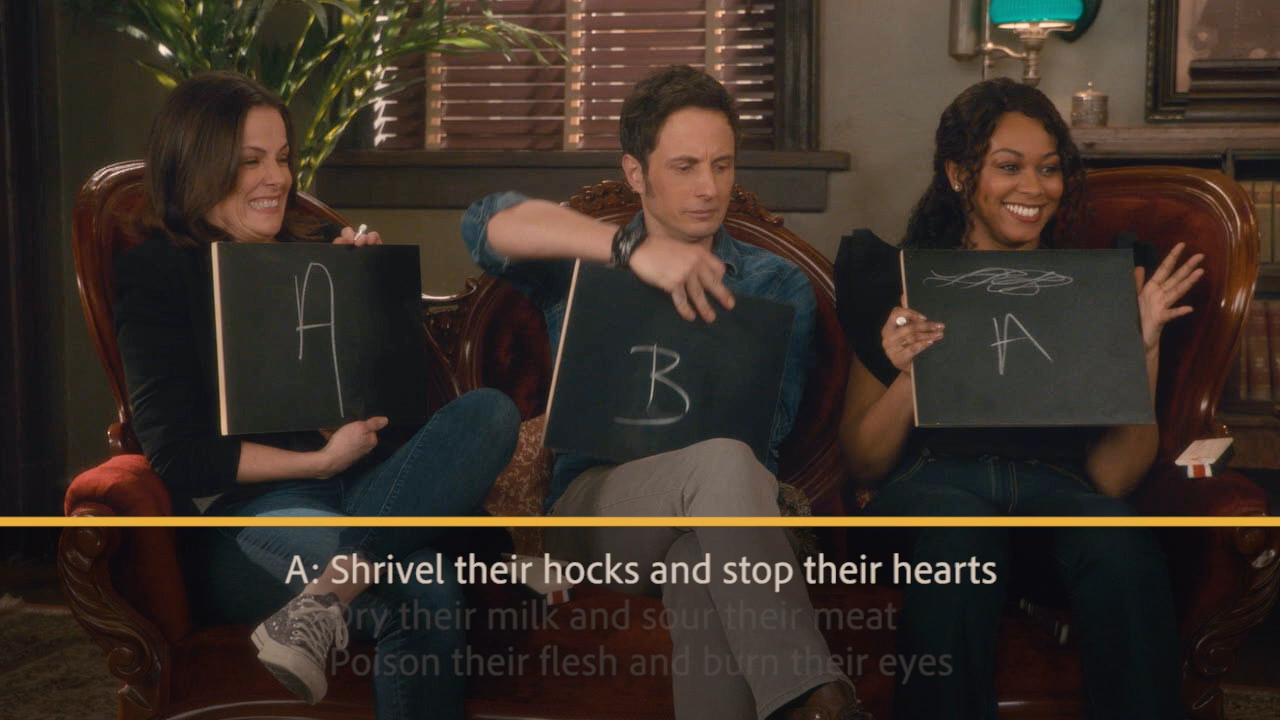 A
B
A
A: Shrivel their hocks and stop their hearts
Dry their milk and sour their meat
Poison their flesh and burn their eyes